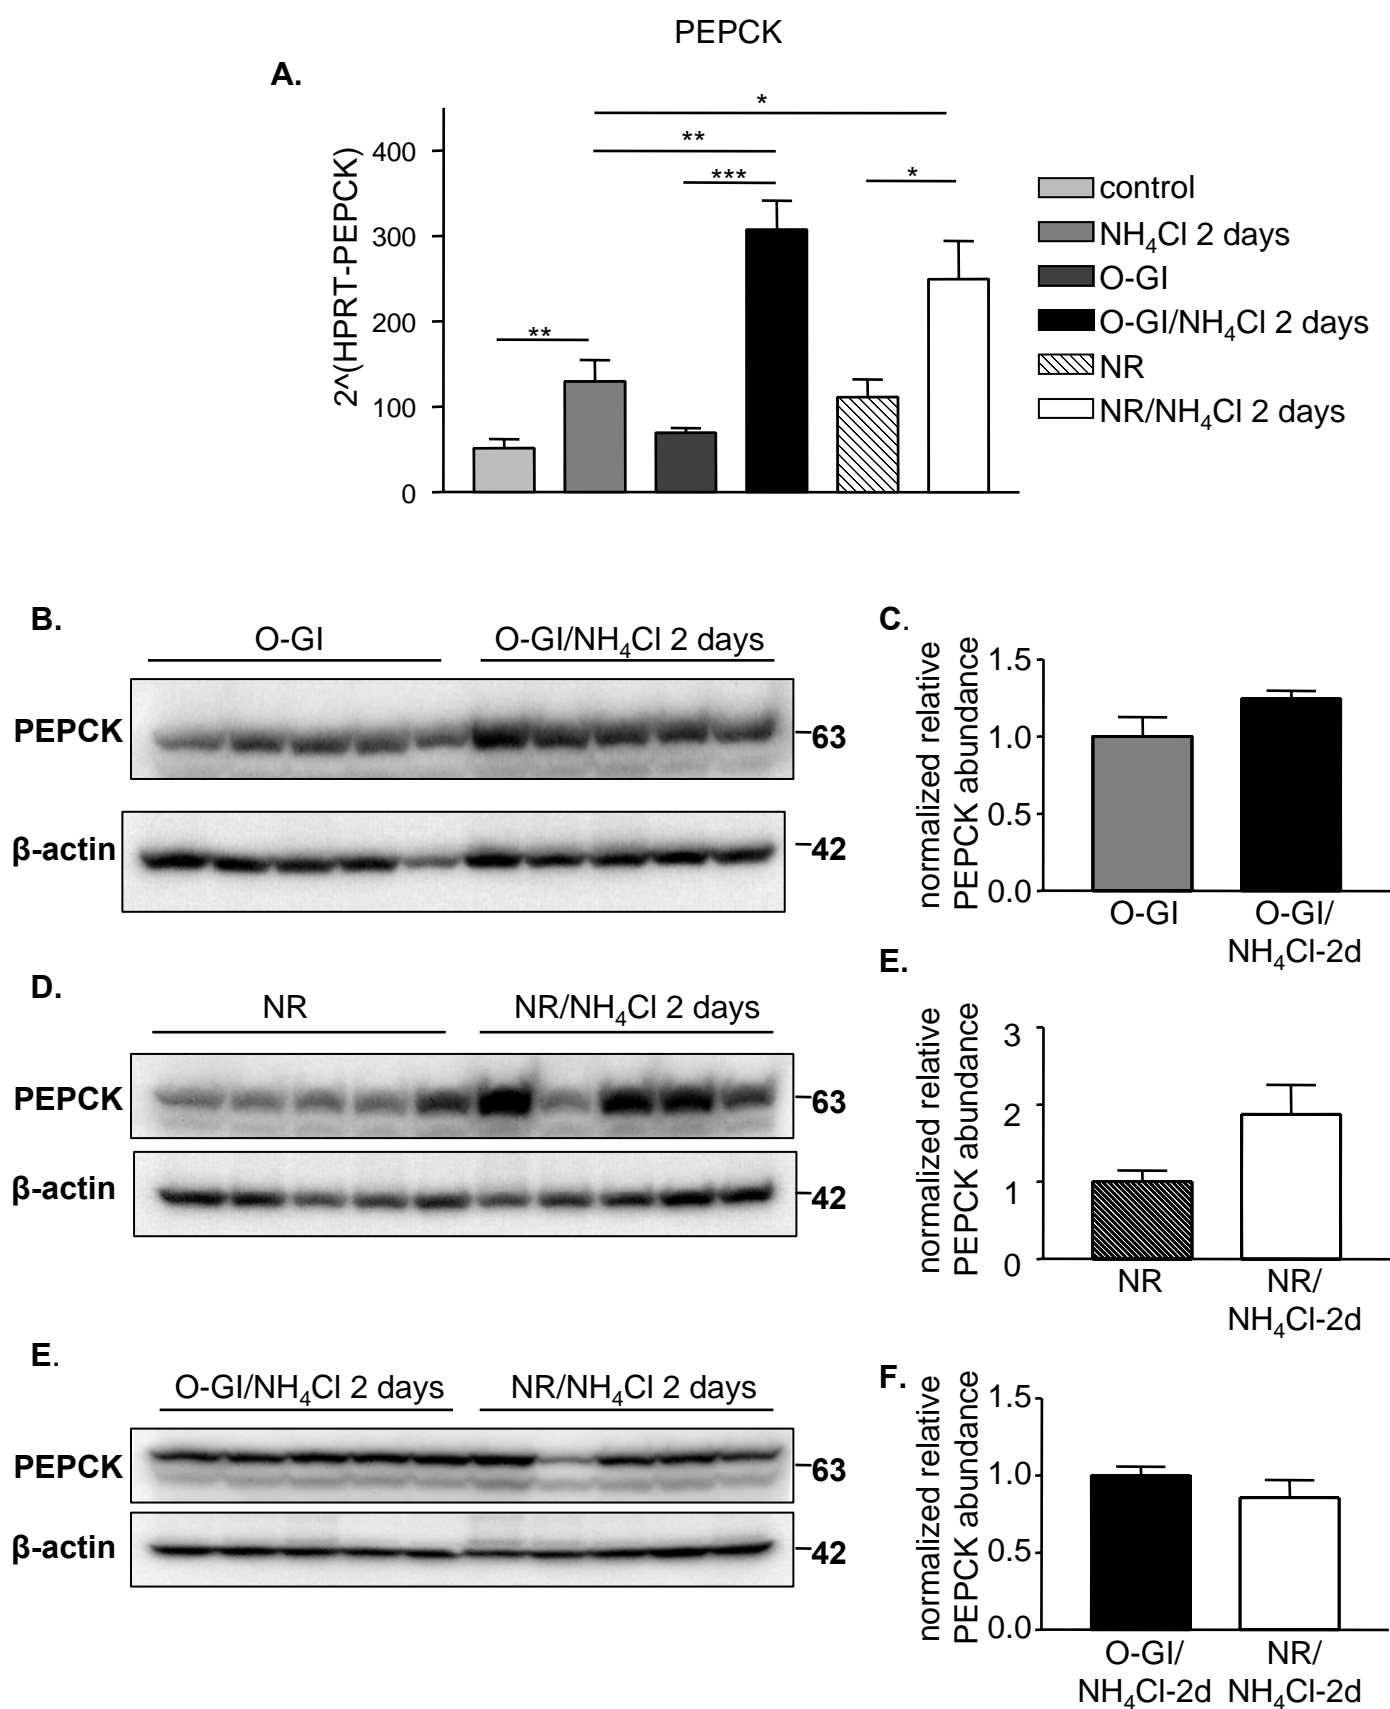 PEPCK
A.
2^(HPRT-PEPCK)
400
300
200
100
0
*
**
***
*
**
control
NH₄Cl 2 days
O-GI
O-GI/NH₄Cl 2 days
NR
NR/NH₄Cl 2 days
B.
O-GI
O-GI/NH₄Cl 2 days
PEPCK
63
β-actin
42
C.
normalized relative
PEPCK abundance
1.5
1.0
0.5
0.0
O-GI
O-GI/
NH₄Cl-2d
D.
NR
NR/NH₄Cl 2 days
PEPCK
63
β-actin
42
E.
normalized relative
PEPCK abundance
3
2
1
0
NR
NR/
NH₄Cl-2d
E.
O-GI/NH₄Cl 2 days
NR/NH₄Cl 2 days
PEPCK
63
β-actin
42
F.
normalized relative
PEPCK abundance
1.5
1.0
0.5
0.0
O-GI/
NH₄Cl-2d
NR/
NH₄Cl-2d